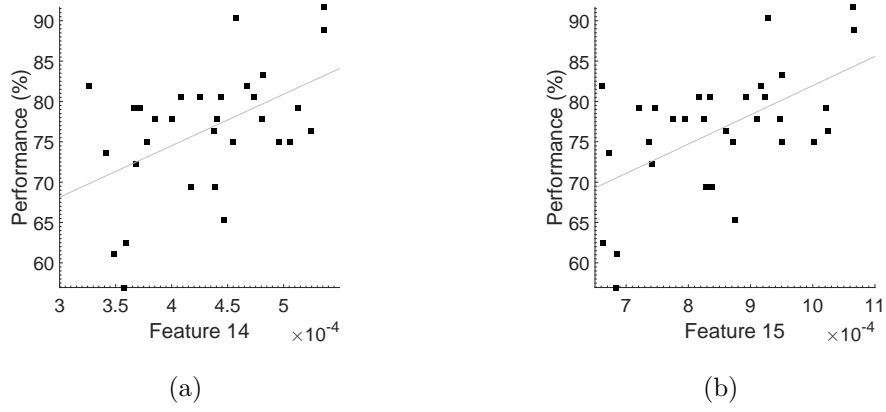 90
85
80
75
70
65
60
Performance (%)
3 3.5 4 4.5 5
Feature 14 ×10⁻⁴
(a)
90
85
80
75
70
65
60
Performance (%)
7 8 9 10 11
Feature 15 ×10⁻⁴
(b)